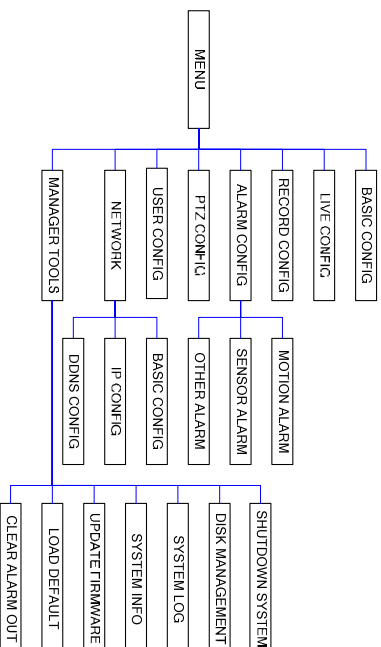 MENU
BASIC CONFIG
LIVE CONFIG
RECORD CONFIG
ALARM CONFIG
PTZ CONFIG
USER CONFIG
NETWORK
MANAGER TOOLS
MOTION ALARM
SENSOR ALARM
OTHER ALARM
BASIC CONFIG
IP CONFIG
DDNS CONFIG
SHUTDOWN SYSTEM
DISK MANAGEMENT
SYSTEM LOG
SYSTEM INFO
UPDATE FIRMWARE
LOAD DEFAULT
CLEAR ALARM OUT